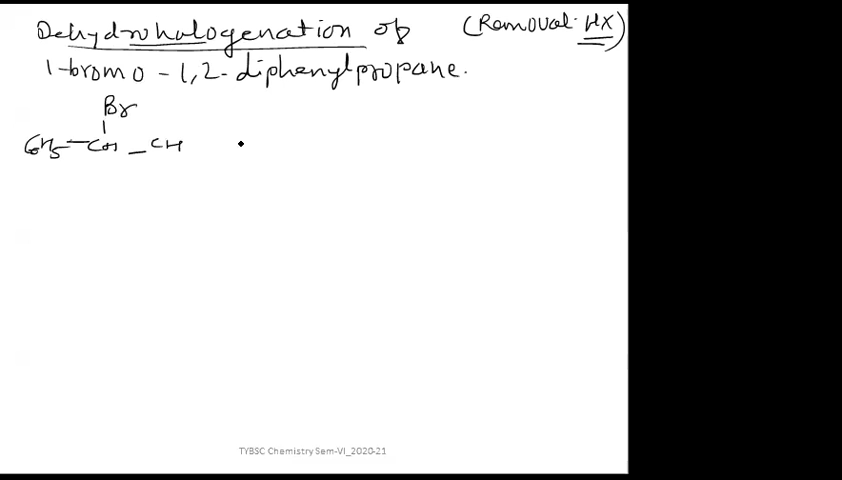 Dehydrohalogenation of (Removal HX)
1-bromo-1,2-diphenylpropane.
Br
C6H5-CH-CH
TYBSC Chemistry Sem-VI_2020-21